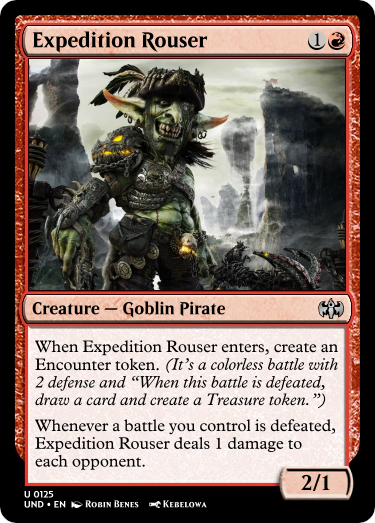 Expedition Rouser 1
Creature — Goblin Pirate
When Expedition Rouser enters, create an
Encounter token. (It's a colorless battle with
2 defense and “When this battle is defeated,
draw a card and create a Treasure token.”)
Whenever a battle you control is defeated,
Expedition Rouser deals 1 damage to
each opponent.
2/1
U 0125
UND • EN Robin Benes Kebelowa